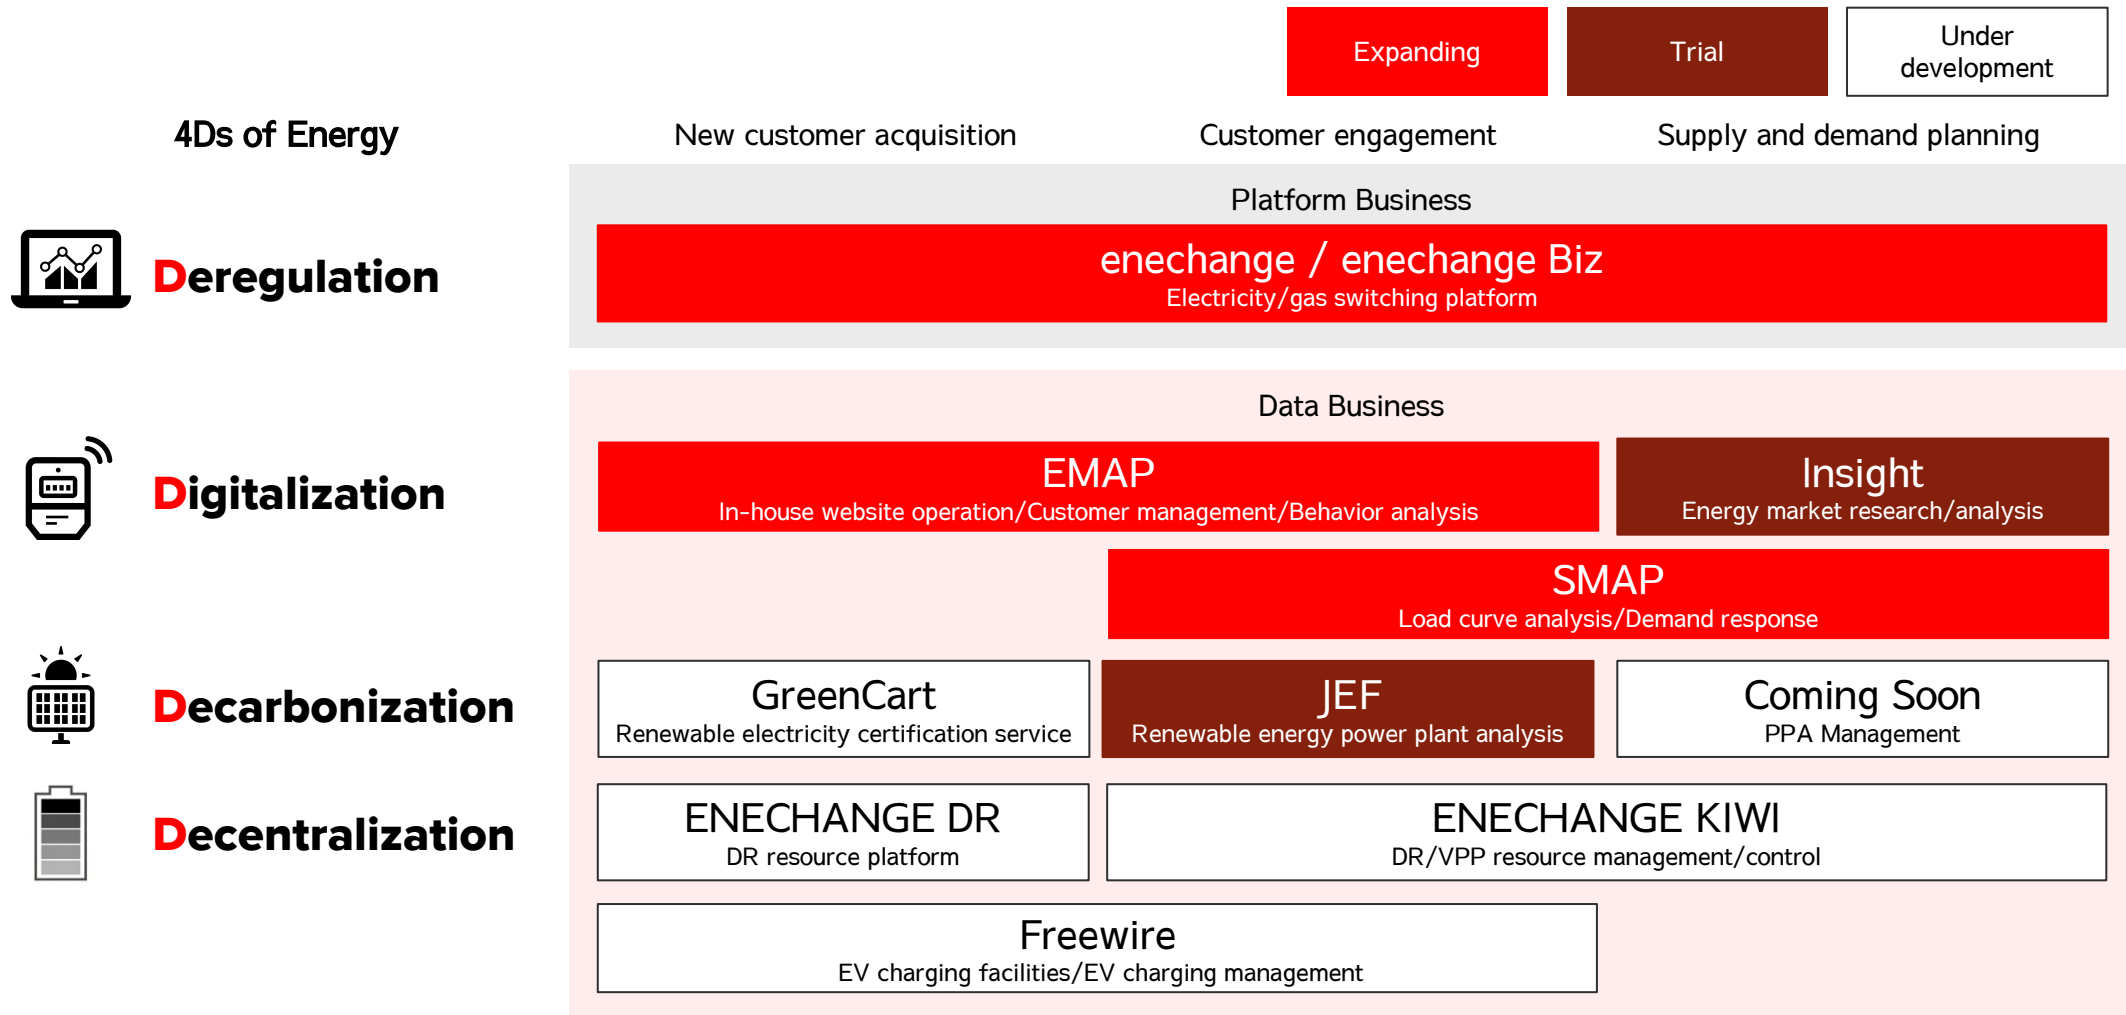 Expanding
Trial
Under
development
4Ds of Energy
New customer acquisition
Customer engagement
Supply and demand planning
Platform Business
Deregulation
enechange / enechange Biz
Electricity/gas switching platform
Data Business
Digitalization
EMAP
In-house website operation/Customer management/Behavior analysis
Insight
Energy market research/analysis
SMAP
Load curve analysis/Demand response
Decarbonization
GreenCart
Renewable electricity certification service
JEF
Renewable energy power plant analysis
Coming Soon
PPA Management
Decentralization
ENECHANGE DR
DR resource platform
ENECHANGE KIWI
DR/VPP resource management/control
Freewire
EV charging facilities/EV charging management